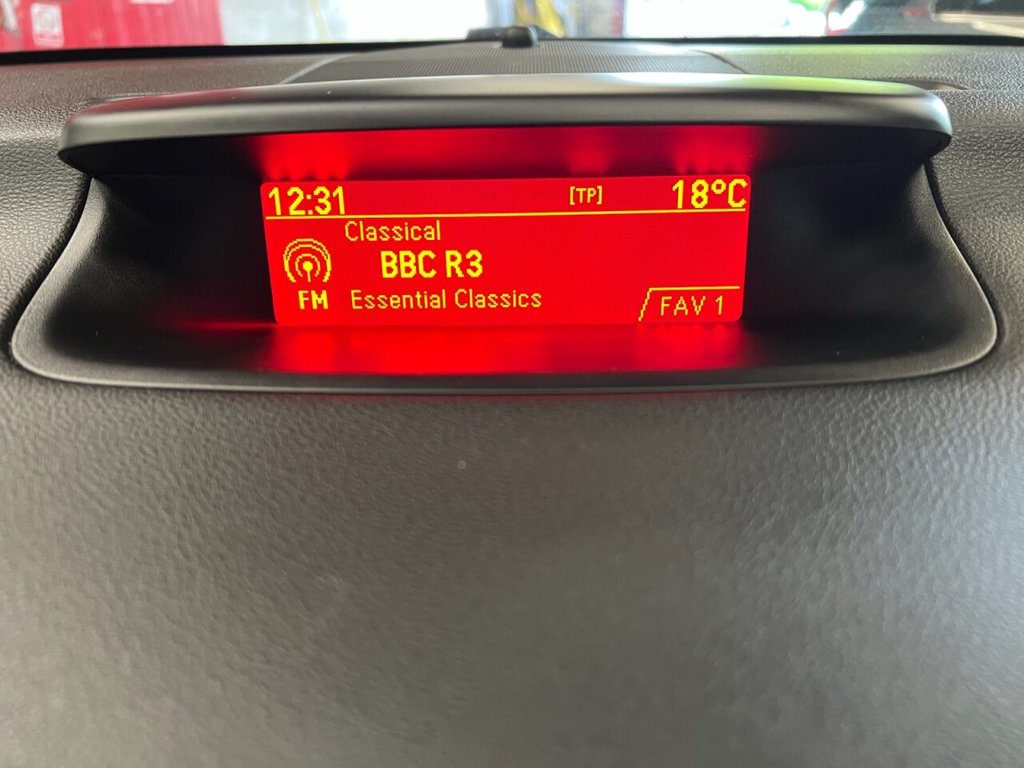 12:31 [TP] 18°C
Classical
BBC R3
FM Essential Classics FAV 1